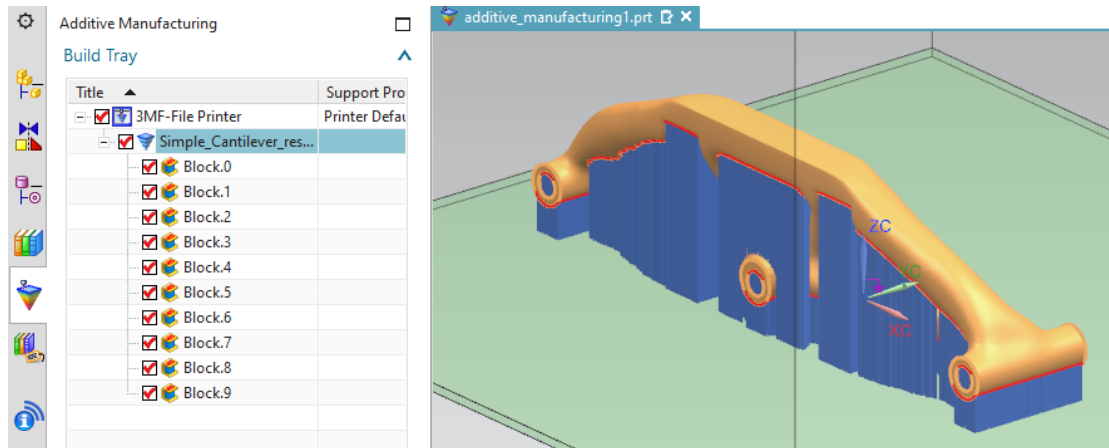 Additive Manufacturing
Build Tray
Title Support Pro
3MF-File Printer Printer Defau
Simple_Cantilever_res...
Block.0
Block.1
Block.2
Block.3
Block.4
Block.5
Block.6
Block.7
Block.8
Block.9
additive_manufacturing1.prt
ZC
YC
XC